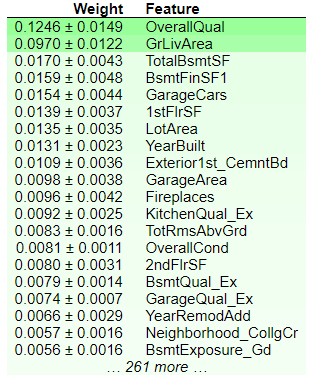 Weight Feature
0.1246 ± 0.0149 OverallQual
0.0970 ± 0.0122 GrLivArea
0.0170 ± 0.0043 TotalBsmtSF
0.0159 ± 0.0048 BsmtFinSF1
0.0154 ± 0.0044 GarageCars
0.0139 ± 0.0037 1stFlrSF
0.0135 ± 0.0035 LotArea
0.0131 ± 0.0023 YearBuilt
0.0109 ± 0.0036 Exterior1st_CemntBd
0.0098 ± 0.0038 GarageArea
0.0096 ± 0.0042 Fireplaces
0.0092 ± 0.0025 KitchenQual_Ex
0.0083 ± 0.0016 TotRmsAbvGrd
0.0081 ± 0.0011 OverallCond
0.0080 ± 0.0031 2ndFlrSF
0.0079 ± 0.0014 BsmtQual_Ex
0.0074 ± 0.0007 GarageQual_Ex
0.0066 ± 0.0029 YearRemodAdd
0.0057 ± 0.0016 Neighborhood_CollgCr
0.0056 ± 0.0016 BsmtExposure_Gd
… 261 more …